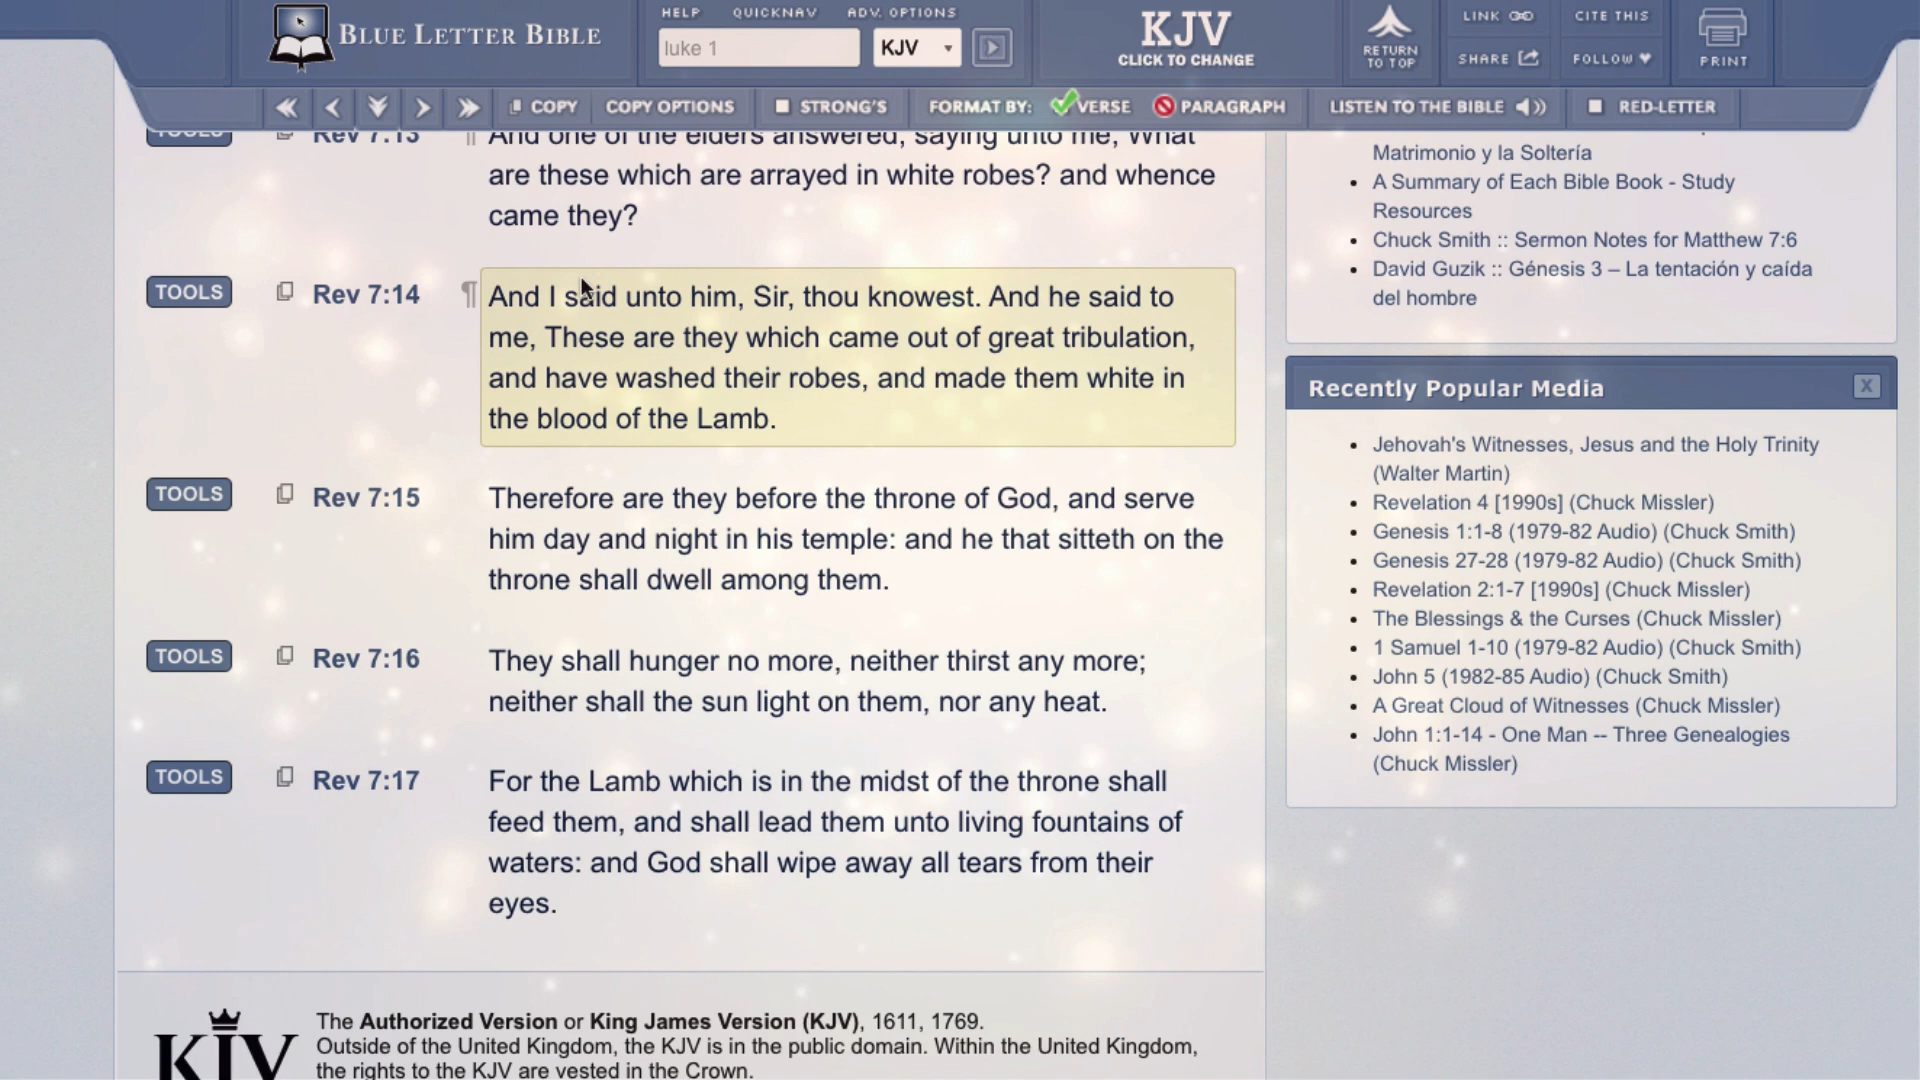 HELP QUICKNAV ADV. OPTIONS
BLUE LETTER BIBLE
luke 1
KJV
KJV
CLICK TO CHANGE
RETURN
TO TOP
LINK
CITE THIS
SHARE
FOLLOW
PRINT
COPY COPY OPTIONS STRONG'S FORMAT BY: VERSE PARAGRAPH LISTEN TO THE BIBLE RED-LETTER
TOOLS Rev 7:13 And one of the elders answered, saying unto me, What
are these which are arrayed in white robes? and whence
came they?
TOOLS Rev 7:14 ¶ And I said unto him, Sir, thou knowest. And he said to
me, These are they which came out of great tribulation,
and have washed their robes, and made them white in
the blood of the Lamb.
TOOLS Rev 7:15 Therefore are they before the throne of God, and serve
him day and night in his temple: and he that sitteth on the
throne shall dwell among them.
TOOLS Rev 7:16 They shall hunger no more, neither thirst any more;
neither shall the sun light on them, nor any heat.
TOOLS Rev 7:17 For the Lamb which is in the midst of the throne shall
feed them, and shall lead them unto living fountains of
waters: and God shall wipe away all tears from their
eyes.
KJV
The Authorized Version or King James Version (KJV), 1611, 1769.
Outside of the United Kingdom, the KJV is in the public domain. Within the United Kingdom,
the rights to the KJV are vested in the Crown.
Matrimonio y la Soltería
• A Summary of Each Bible Book - Study
Resources
• Chuck Smith :: Sermon Notes for Matthew 7:6
• David Guzik :: Génesis 3 – La tentación y caída
del hombre
Recently Popular Media X
• Jehovah's Witnesses, Jesus and the Holy Trinity
(Walter Martin)
• Revelation 4 [1990s] (Chuck Missler)
• Genesis 1:1-8 (1979-82 Audio) (Chuck Smith)
• Genesis 27-28 (1979-82 Audio) (Chuck Smith)
• Revelation 2:1-7 [1990s] (Chuck Missler)
• The Blessings & the Curses (Chuck Missler)
• 1 Samuel 1-10 (1979-82 Audio) (Chuck Smith)
• John 5 (1982-85 Audio) (Chuck Smith)
• A Great Cloud of Witnesses (Chuck Missler)
• John 1:1-14 - One Man -- Three Genealogies
(Chuck Missler)